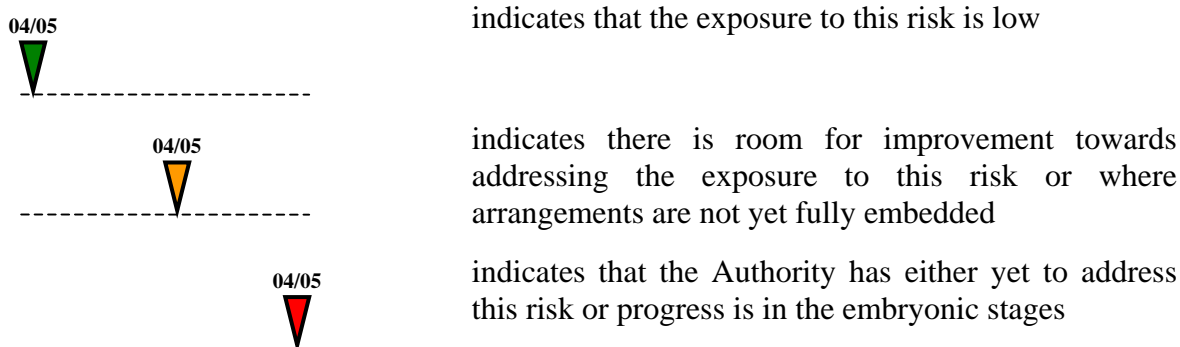 04/05
indicates that the exposure to this risk is low
04/05
indicates there is room for improvement towards
addressing the exposure to this risk or where
arrangements are not yet fully embedded
04/05
indicates that the Authority has either yet to address
this risk or progress is in the embryonic stages